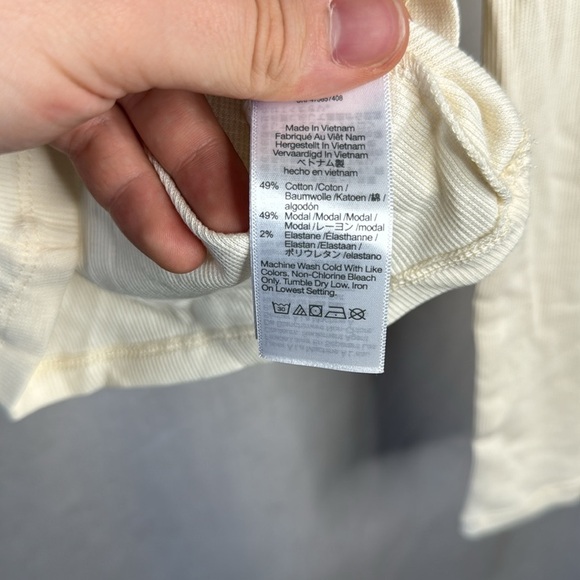 Made In Vietnam
Fabriqué Au Viêt Nam
Hergestellt In Vietnam
Vervaardigd In Vietnam
ベトナム製
hecho en vietnam
49% Cotton /Coton /
Baumwolle /Katoen /綿 /
algodón
49% Modal /Modal /Modal /
Modal /レーヨン /modal
2% Elastane /Élasthanne /
Elastan /Elastaan /
ポリウレタン /elastano
Machine Wash Cold With Like
Colors, Non-Chlorine Bleach
Only. Tumble Dry Low. Iron
On Lowest Setting.
30